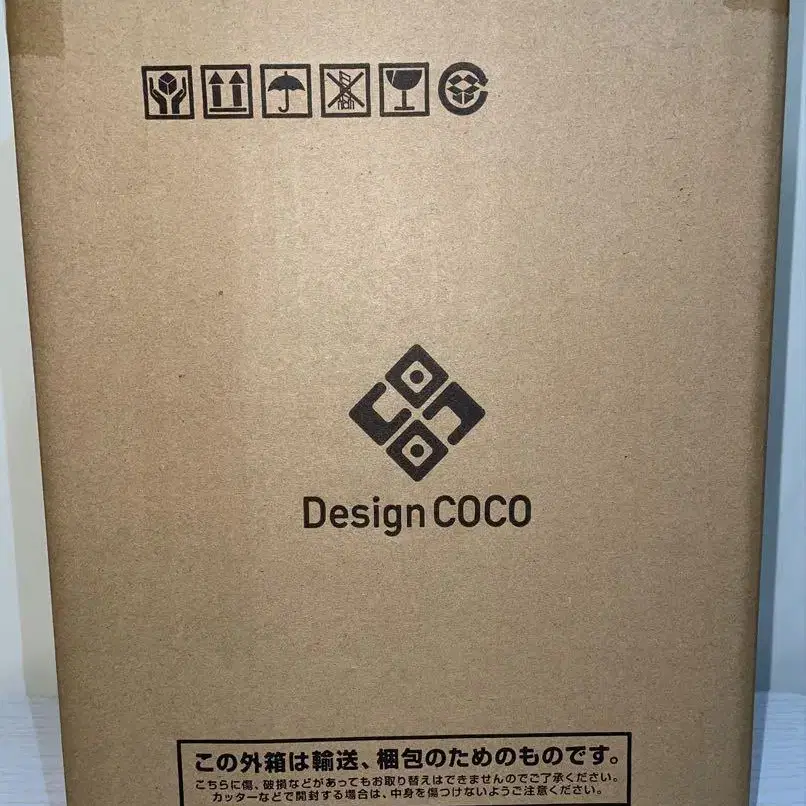 Design COCO
この外箱は輸送、梱包のためのものです。
こちらに傷、破損などがあってもお取り替えはできませんのでご了承ください。
カッターなどで開封する場合は、中身を傷つけないようご注意ください。